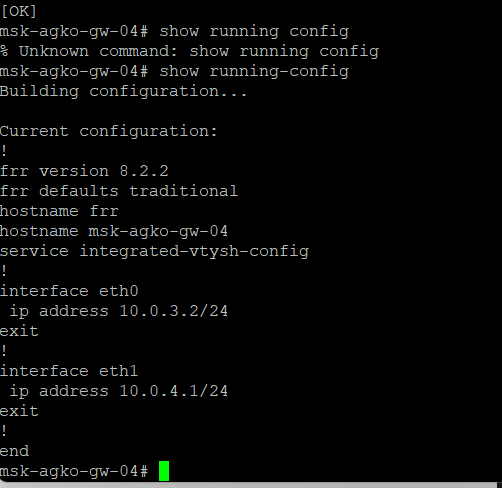 [OK]
msk-agko-gw-04# show running config
% Unknown command: show running config
msk-agko-gw-04# show running-config
Building configuration...
Current configuration:
!
frr version 8.2.2
frr defaults traditional
hostname frr
hostname msk-agko-gw-04
service integrated-vtysh-config
!
interface eth0
 ip address 10.0.3.2/24
exit
!
interface eth1
 ip address 10.0.4.1/24
exit
!
end
msk-agko-gw-04#